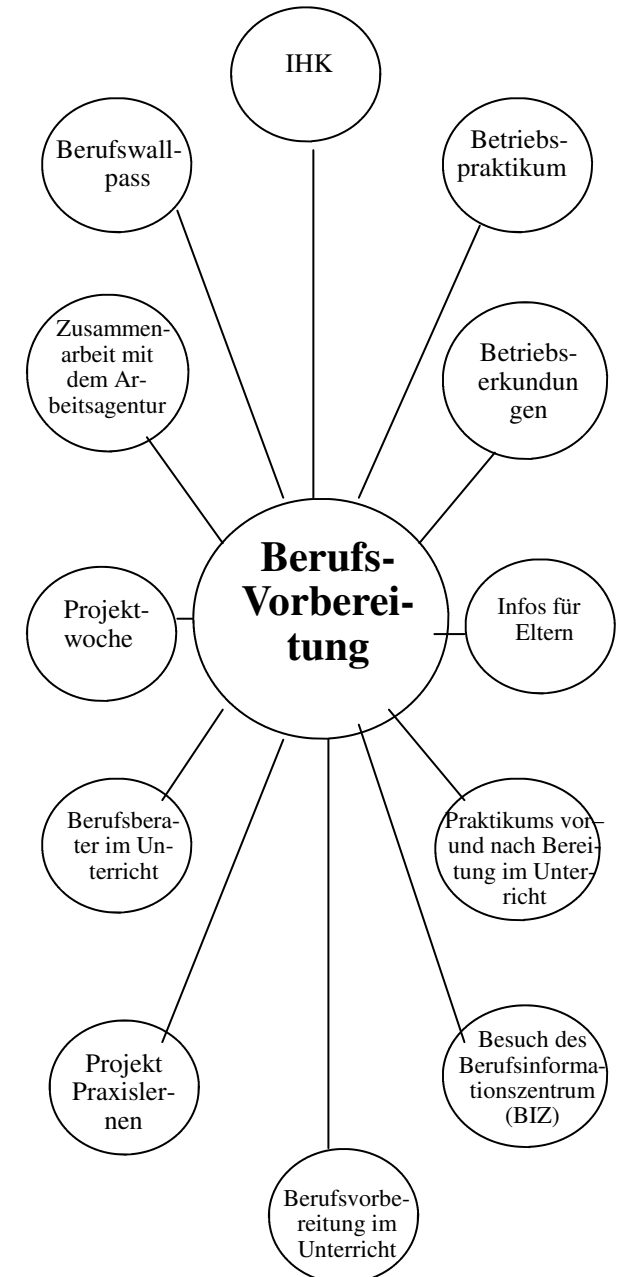 IHK
Berufswall-
pass
Betriebs-
praktikum
Zusammen-
arbeit mit
dem Ar-
beitsagentur
Betriebs-
erkundun
gen
Berufs-
Vorberei-
tung
Projekt-
woche
Infos für
Eltern
Berufsbera-
ter im Un-
terricht
Praktikums vor–
und nach Berei-
tung im Unter-
richt
Projekt
Praxisler-
nen
Besuch des
Berufsinforma-
tionszentrum
(BIZ)
Berufsvorbe-
reitung im
Unterricht